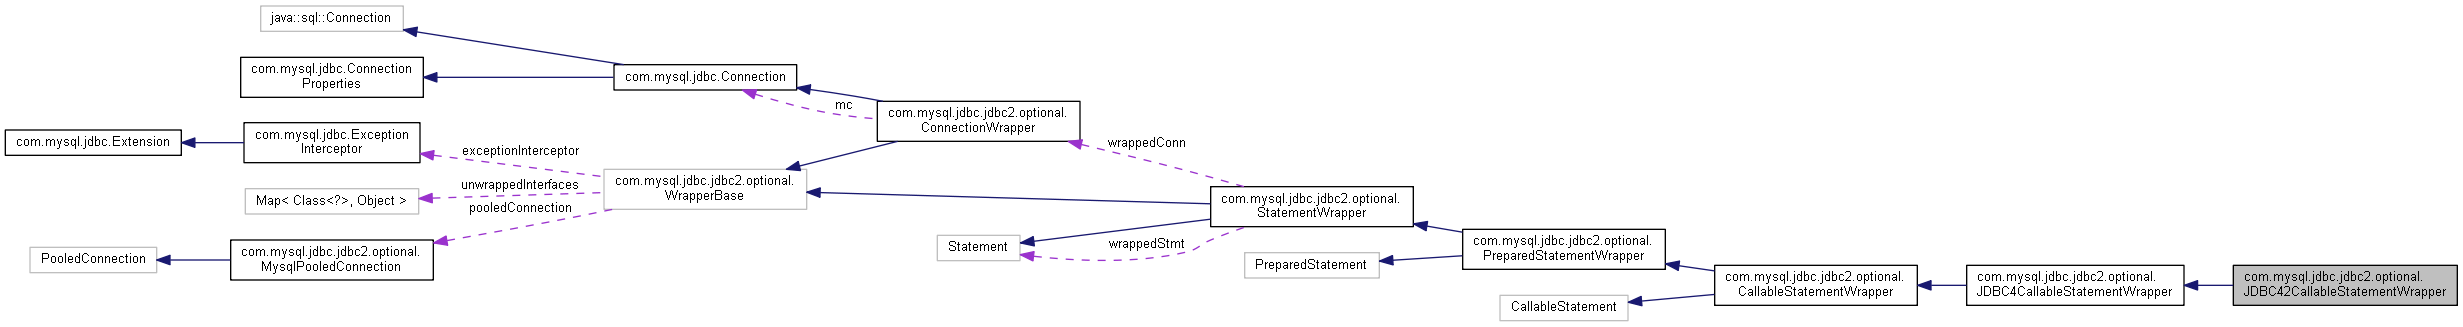 java::sql::Connection
com.mysql.jdbc.Connection
Properties
com.mysql.jdbc.Connection
mc
com.mysql.jdbc.jdbc2.optional.
ConnectionWrapper
com.mysql.jdbc.Extension
com.mysql.jdbc.Exception
Interceptor
exceptionInterceptor
wrappedConn
unwrappedInterfaces
Map< Class<?>, Object >
pooledConnection
com.mysql.jdbc.jdbc2.optional.
WrapperBase
com.mysql.jdbc.jdbc2.optional.
StatementWrapper
PooledConnection
com.mysql.jdbc.jdbc2.optional.
MysqlPooledConnection
Statement
wrappedStmt
PreparedStatement
com.mysql.jdbc.jdbc2.optional.
PreparedStatementWrapper
CallableStatement
com.mysql.jdbc.jdbc2.optional.
CallableStatementWrapper
com.mysql.jdbc.jdbc2.optional.
JDBC4CallableStatementWrapper
com.mysql.jdbc.jdbc2.optional.
JDBC42CallableStatementWrapper